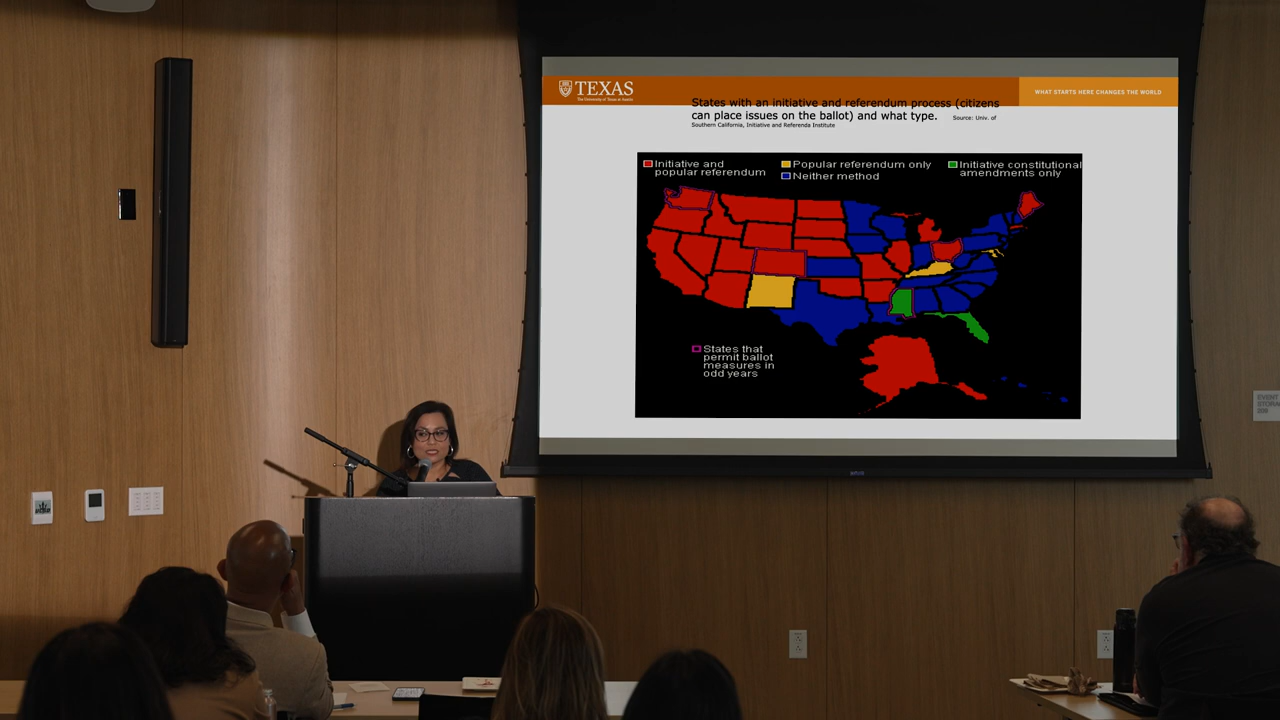 TEXAS
The University of Texas at Austin
WHAT STARTS HERE CHANGES THE WORLD
States with an initiative and referendum process (citizens
can place issues on the ballot) and what type. Source: Univ. of
Southern California, Initiative and Referenda Institute
Initiative and
popular referendum
Popular referendum only
Neither method
Initiative constitutional
amendments only
States that
permit ballot
measures in
odd years
EVENT
STORAGE